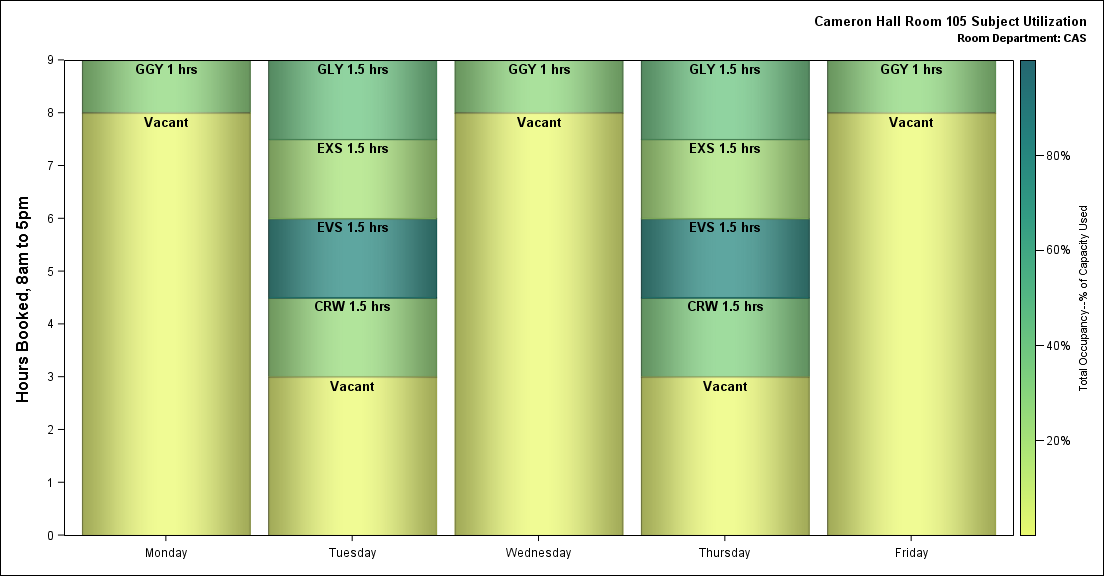 Cameron Hall Room 105 Subject Utilization
Room Department: CAS
Hours Booked, 8am to 5pm
9
8
7
6
5
4
3
2
1
0
GGY 1 hrs
Vacant
GLY 1.5 hrs
EXS 1.5 hrs
EVS 1.5 hrs
CRW 1.5 hrs
Vacant
GGY 1 hrs
Vacant
GLY 1.5 hrs
EXS 1.5 hrs
EVS 1.5 hrs
CRW 1.5 hrs
Vacant
GGY 1 hrs
Vacant
Monday
Tuesday
Wednesday
Thursday
Friday
80%
60%
40%
20%
Total Occupancy--% of Capacity Used